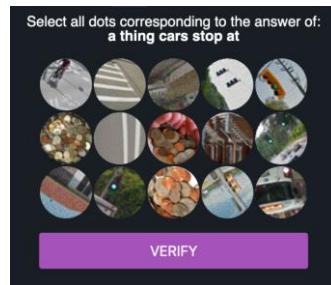 Select all dots corresponding to the answer of:
a thing cars stop at
VERIFY